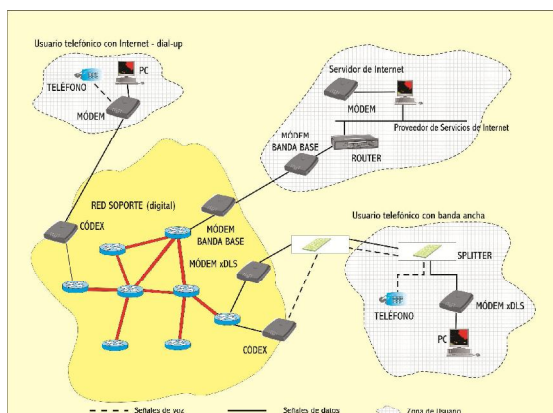 Usuario telefónico con Internet - dial-up
PC
TELÉFONO
MÓDEM
Servidor de Internet
MÓDEM
Proveedor de Servicios de Internet
MÓDEM
BANDA BASE
ROUTER
RED SOPORTE (digital)
CÓDEX
MÓDEM
BANDA BASE
MÓDEM xDLS
Usuario telefónico con banda ancha
SPLITTER
TELÉFONO
MÓDEM xDLS
CODEX
PC
Señales de voz
Señales de datos
Zona de Usuario